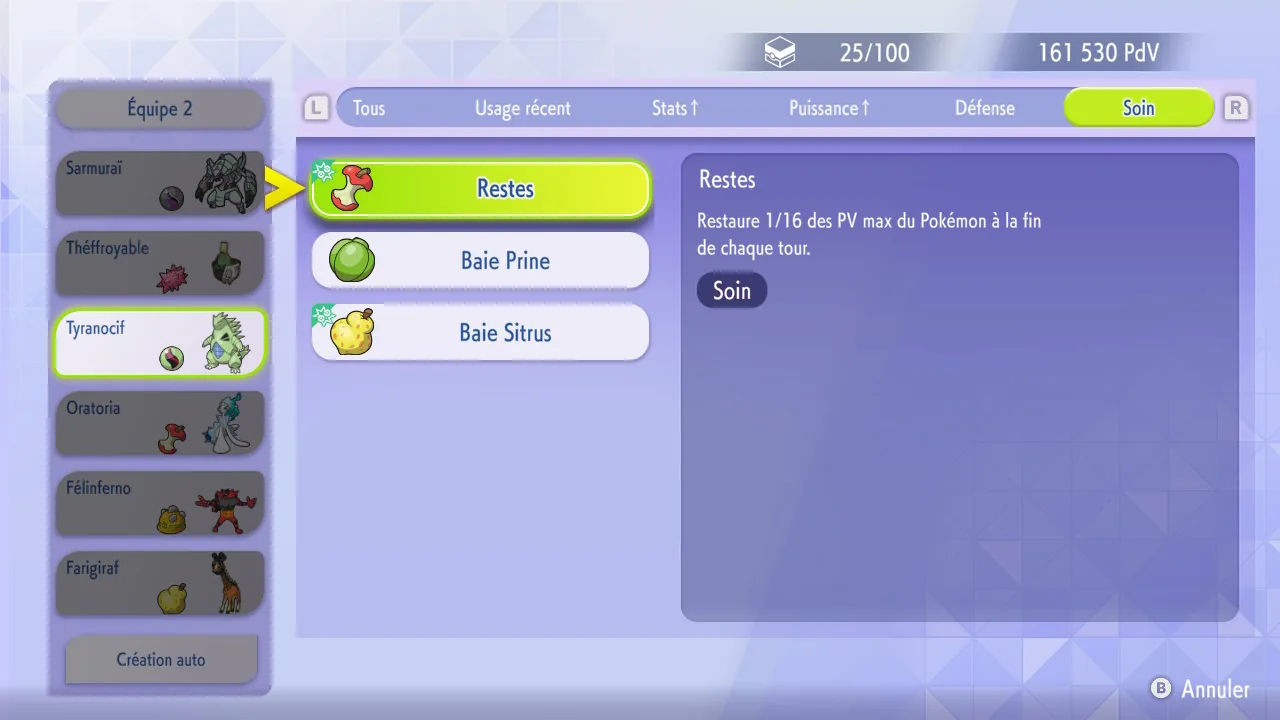 25/100
161 530 PdV
Équipe 2
L
Tous
Usage récent
Stats↑
Puissance↑
Défense
Soin
R
Sarmuraï
Théffroyable
Tyranocif
Oratoria
Félinferno
Farigiraf
Création auto
Restes
Baie Prine
Baie Sitrus
Restes
Restaure 1/16 des PV max du Pokémon à la fin
de chaque tour.
Soin
B Annuler